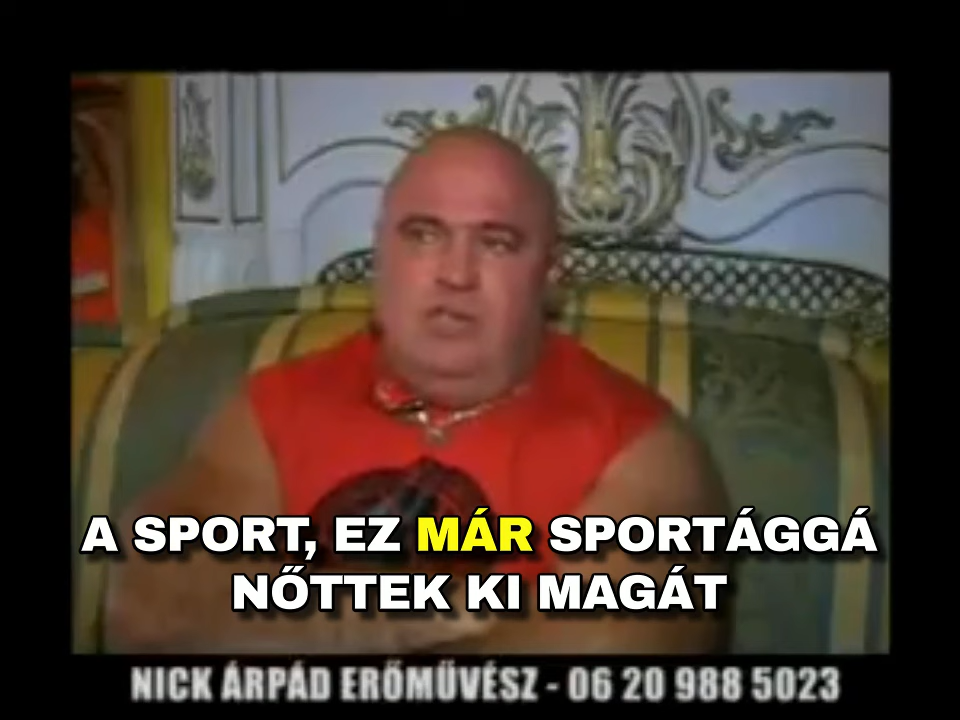 A SPORT, EZ MÁR SPORTÁGGÁ
NŐTTEK KI MAGÁT
NICK ÁRPÁD ERŐMŰVÉSZ - 06 20 988 5023